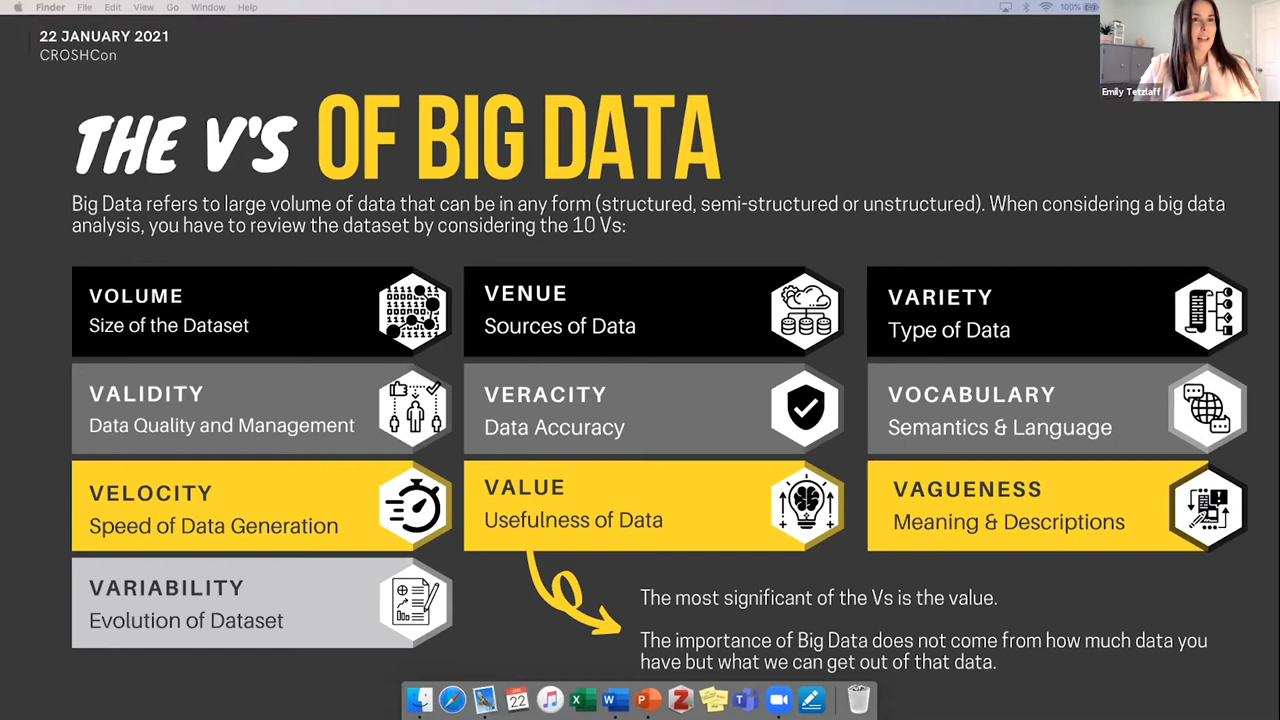 Finder File Edit View Go Window Help
100%
22 JANUARY 2021
CROSHCon
Emily Tetzlaff
THE V'S OF BIG DATA
Big Data refers to large volume of data that can be in any form (structured, semi-structured or unstructured). When considering a big data
analysis, you have to review the dataset by considering the 10 Vs:
VOLUME
Size of the Dataset
VENUE
Sources of Data
VARIETY
Type of Data
VALIDITY
Data Quality and Management
VERACITY
Data Accuracy
VOCABULARY
Semantics & Language
VELOCITY
Speed of Data Generation
VALUE
Usefulness of Data
VAGUENESS
Meaning & Descriptions
VARIABILITY
Evolution of Dataset
The most significant of the Vs is the value.
The importance of Big Data does not come from how much data you
have but what we can get out of that data.
JAN
22
X
W
P
Z
T